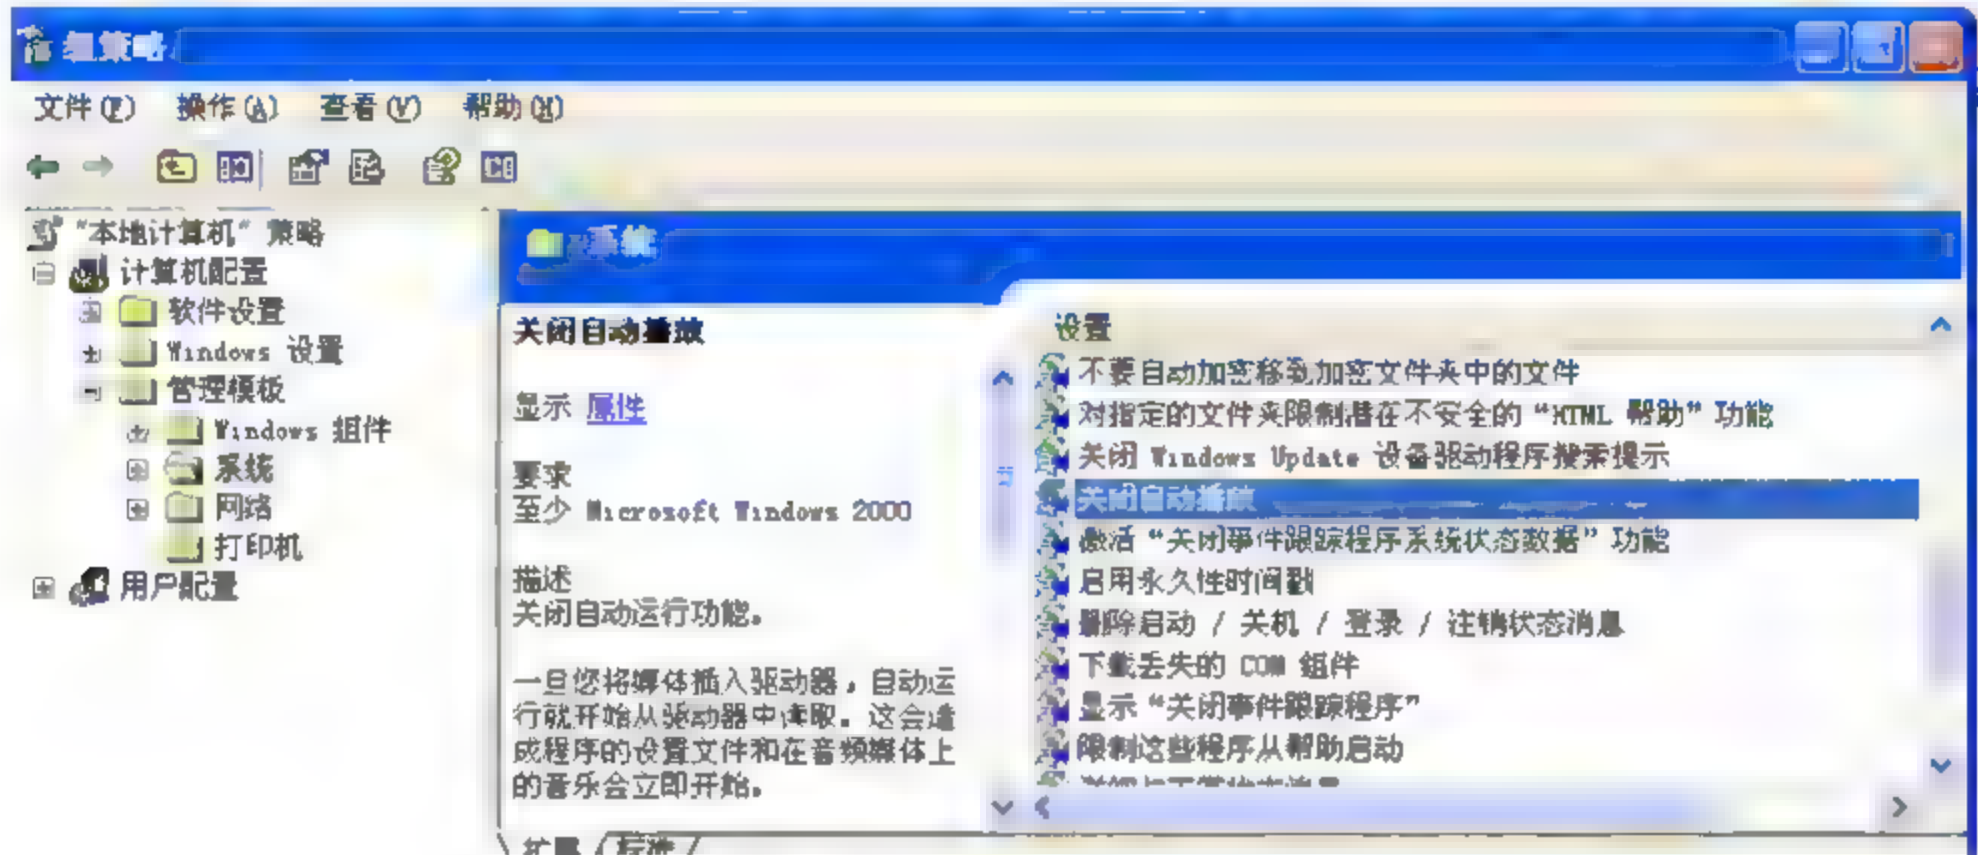 组策略
文件(F) 操作(A) 查看(V) 帮助(H)
“本地计算机” 策略
计算机配置
软件设置
Windows 设置
管理模板
Windows 组件
系统
网络
打印机
用户配置
系统
关闭自动播放
显示 属性
要求
至少 Microsoft Windows 2000
描述
关闭自动运行功能。
一旦您将媒体插入驱动器，自动运
行就开始从驱动器中读取。这会造
成程序的设置文件和在音频媒体上
的音乐会立即开始。
设置
不要自动加密移到加密文件夹中的文件
对指定的文件夹限制潜在不安全的 “HTML 帮助” 功能
关闭 Windows Update 设备驱动程序搜索提示
关闭自动播放
激活 “关闭事件跟踪程序系统状态数据” 功能
启用永久性时间戳
删除启动 / 关机 / 登录 / 注销状态消息
下载丢失的 COM 组件
显示 “关闭事件跟踪程序”
限制这些程序从帮助启动
扩展 标准